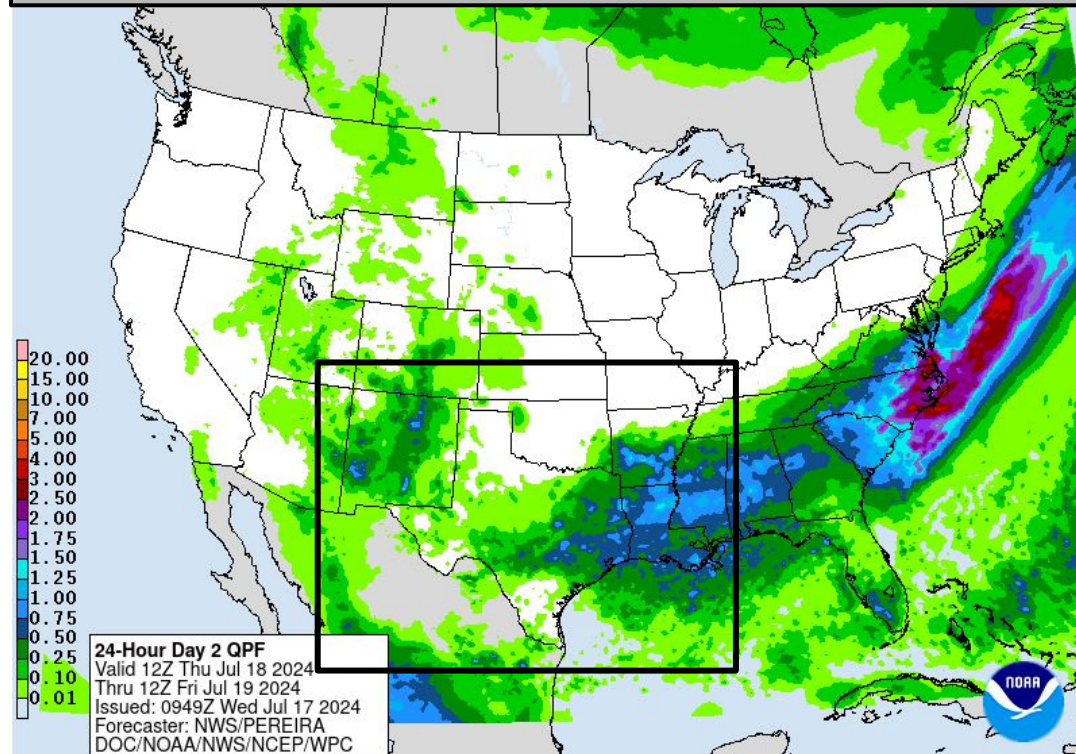 20.00
15.00
10.00
7.00
5.00
4.00
3.00
2.50
2.00
1.75
1.50
1.25
1.00
0.75
0.50
0.25
0.10
0.01
24-Hour Day 2 QPF
Valid 12Z Thu Jul 18 2024
Thru 12Z Fri Jul 19 2024
Issued: 0949Z Wed Jul 17 2024
Forecaster: NWS/PEREIRA
DOC/NOAA/NWS/NCEP/WPC
NOAA